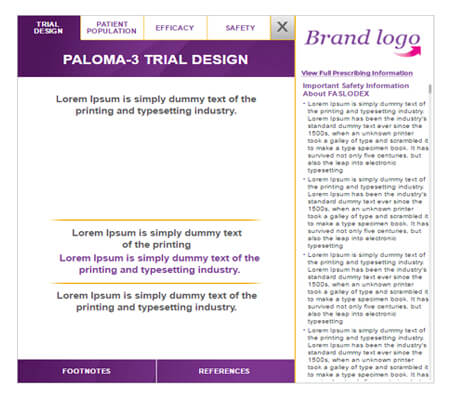 TRIAL
DESIGN
PATIENT
POPULATION
EFFICACY
SAFETY
X
PALOMA-3 TRIAL DESIGN
Lorem Ipsum is simply dummy text of the
printing and typesetting industry.
Lorem Ipsum is simply dummy text
of the printing
Lorem Ipsum is simply dummy text of the
printing and typesetting industry.
Lorem Ipsum is simply dummy text of the
printing and typesetting industry.
FOOTNOTES
REFERENCES
Brand logo
View Full Prescribing Information
Important Safety Information
About FASLODEX
• Lorem Ipsum is simply dummy text of
the printing and typesetting industry.
Lorem Ipsum has been the industry's
standard dummy text ever since the
1500s, when an unknown printer
took a galley of type and scrambled it
to make a type specimen book. It has
survived not only five centuries, but
also the leap into electronic
typesetting
• Lorem Ipsum is simply dummy text of
the printing and typesetting industry.
Lorem Ipsum has been the industry's
standard dummy text ever since the
1500s, when an unknown printer
took a galley of type and scrambled it
to make a type specimen book. It has
survived not only five centuries, but
also the leap into electronic
typesetting
• Lorem Ipsum is simply dummy text of
the printing and typesetting industry.
Lorem Ipsum has been the industry's
standard dummy text ever since the
1500s, when an unknown printer
took a galley of type and scrambled it
to make a type specimen book. It has
survived not only five centuries, but
also the leap into electronic
typesetting
• Lorem Ipsum is simply dummy text of
the printing and typesetting industry.
Lorem Ipsum has been the industry's
standard dummy text ever since the
1500s, when an unknown printer
took a galley of type and scrambled it
to make a type specimen book. It has